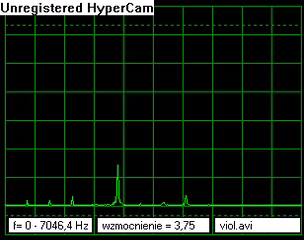 Unregistered HyperCam
f= 0 - 7046,4 Hz
wzmocnienie = 3,75
viol.avi